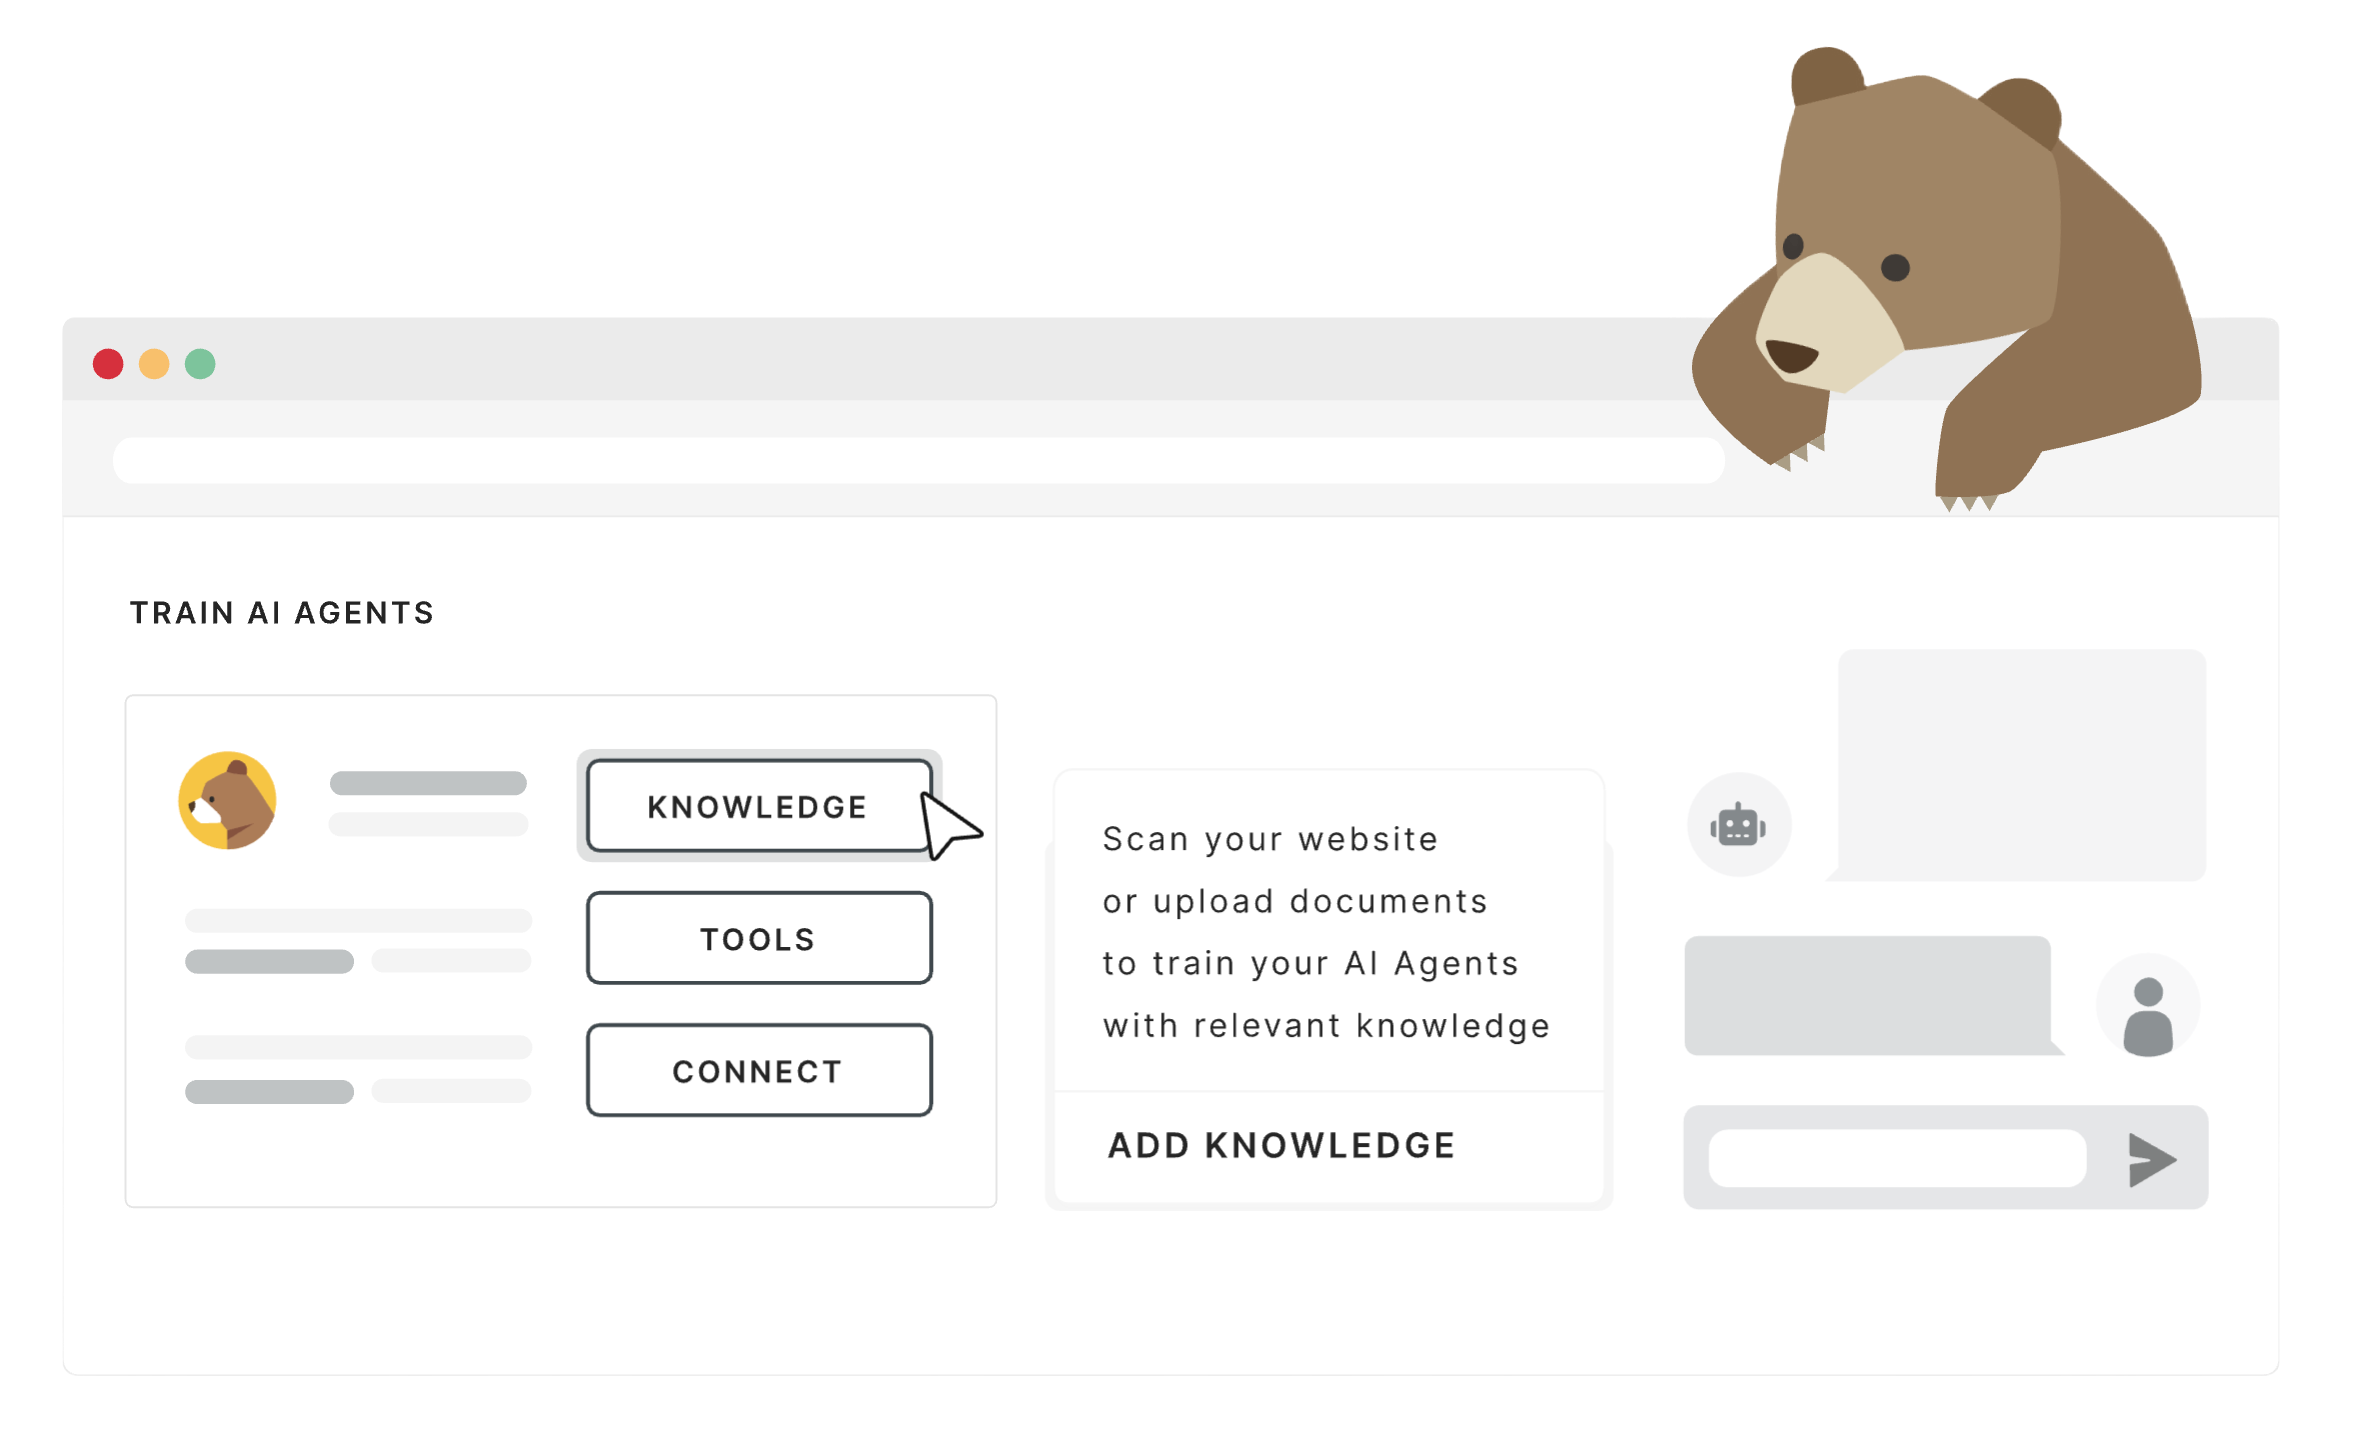 TRAIN AI AGENTS
KNOWLEDGE
TOOLS
CONNECT
Scan your website
or upload documents
to train your AI Agents
with relevant knowledge
ADD KNOWLEDGE